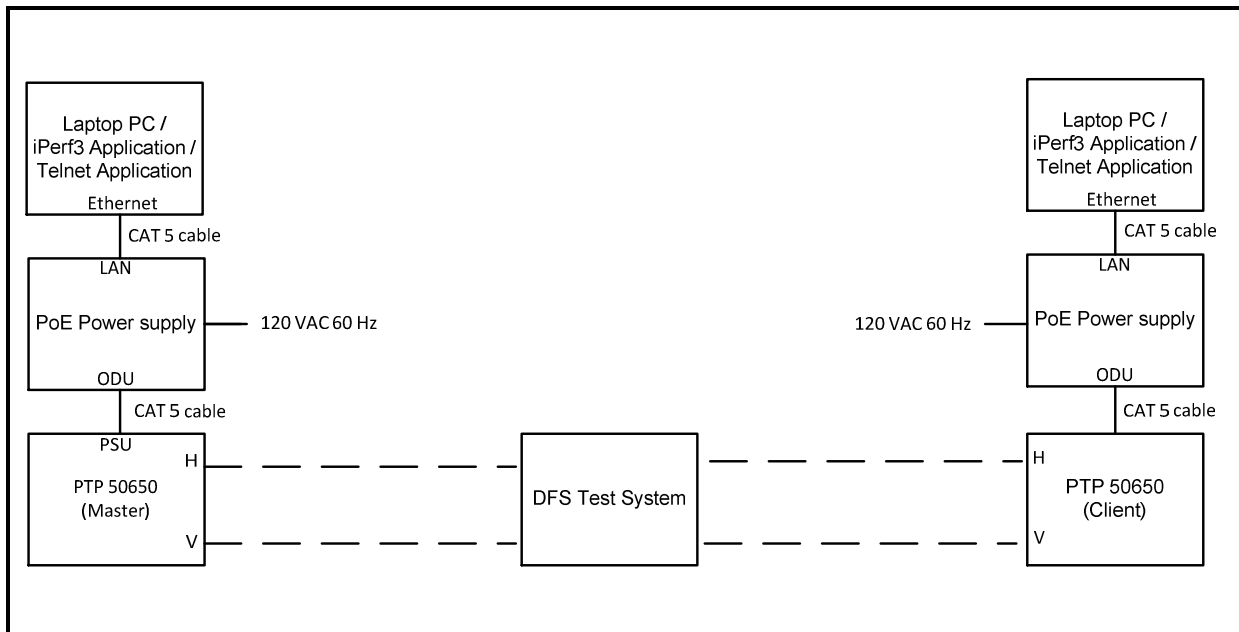 Laptop PC /
iPerf3 Application /
Telnet Application
Ethernet
CAT 5 cable
LAN
PoE Power supply
120 VAC 60 Hz
ODU
CAT 5 cable
PSU
H
PTP 50650
(Master)
V
DFS Test System
Laptop PC /
iPerf3 Application /
Telnet Application
Ethernet
CAT 5 cable
LAN
120 VAC 60 Hz
PoE Power supply
ODU
CAT 5 cable
H
PTP 50650
(Client)
V